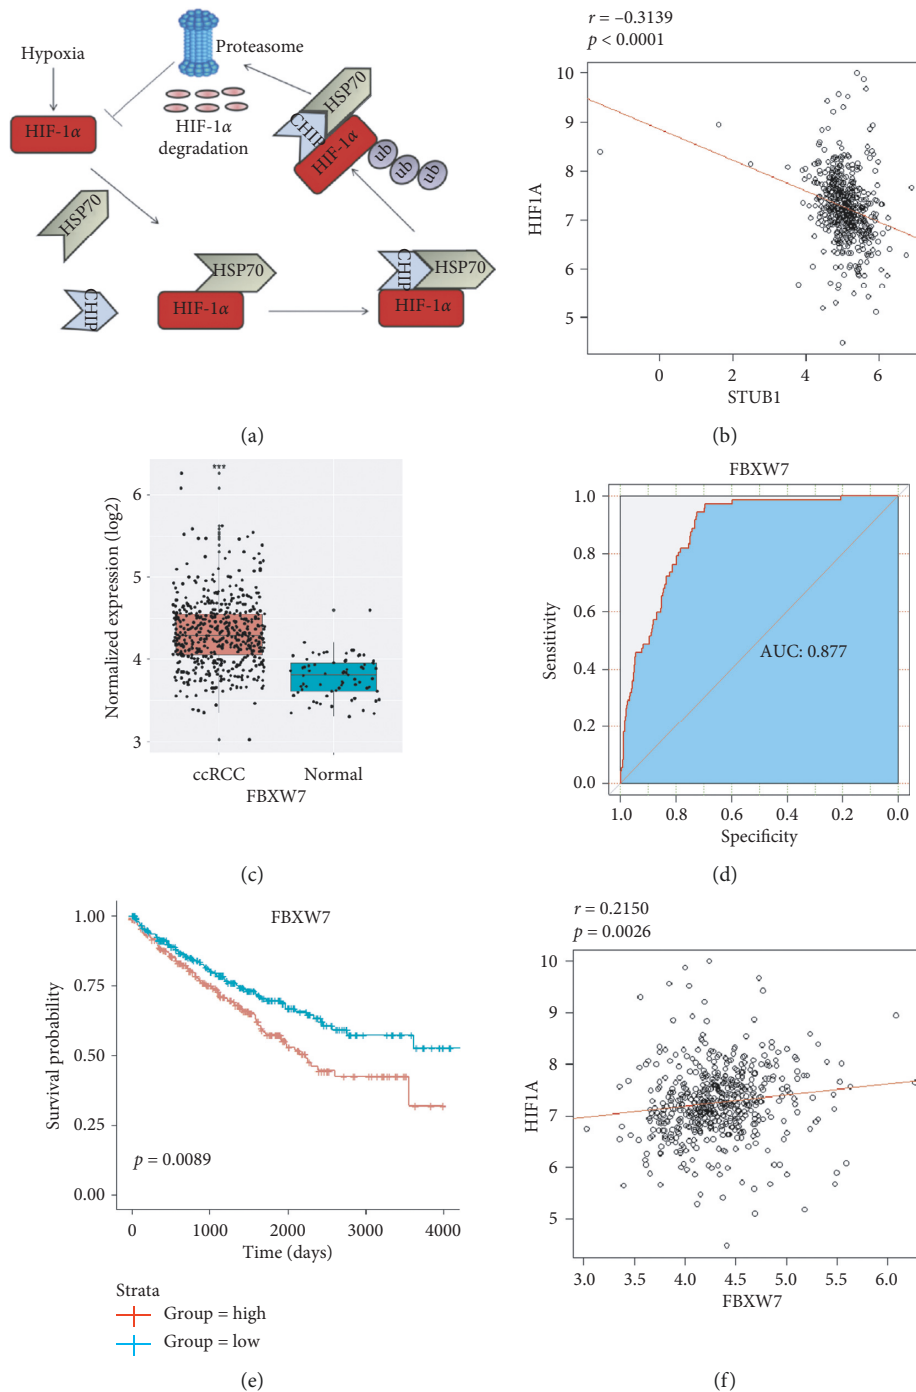 Hypoxia
HIF-1α
Proteasome
HIF-1α
degradation
HSP70
CHIP
HIF-1α
ub
ub
ub
HSP70
CHIP
HSP70
HIF-1α
CHIP
HSP70
HIF-1α
(a)
r = –0.3139
p < 0.0001
10
9
8
7
6
5
HIF1A
0
2
4
6
STUB1
(b)
***
Normalized expression (log2)
6
5
4
3
ccRCC
Normal
FBXW7
(c)
FBXW7
Sensitivity
1.0
0.8
0.6
0.4
0.2
0.0
AUC: 0.877
1.0
0.8
0.6
0.4
0.2
0.0
Specificity
(d)
FBXW7
Survival probability
1.00
0.75
0.50
0.25
0.00
p = 0.0089
0
1000
2000
3000
4000
Time (days)
Strata
Group = high
Group = low
(e)
r = 0.2150
p = 0.0026
HIF1A
10
9
8
7
6
5
3.0
3.5
4.0
4.5
5.0
5.5
6.0
FBXW7
(f)